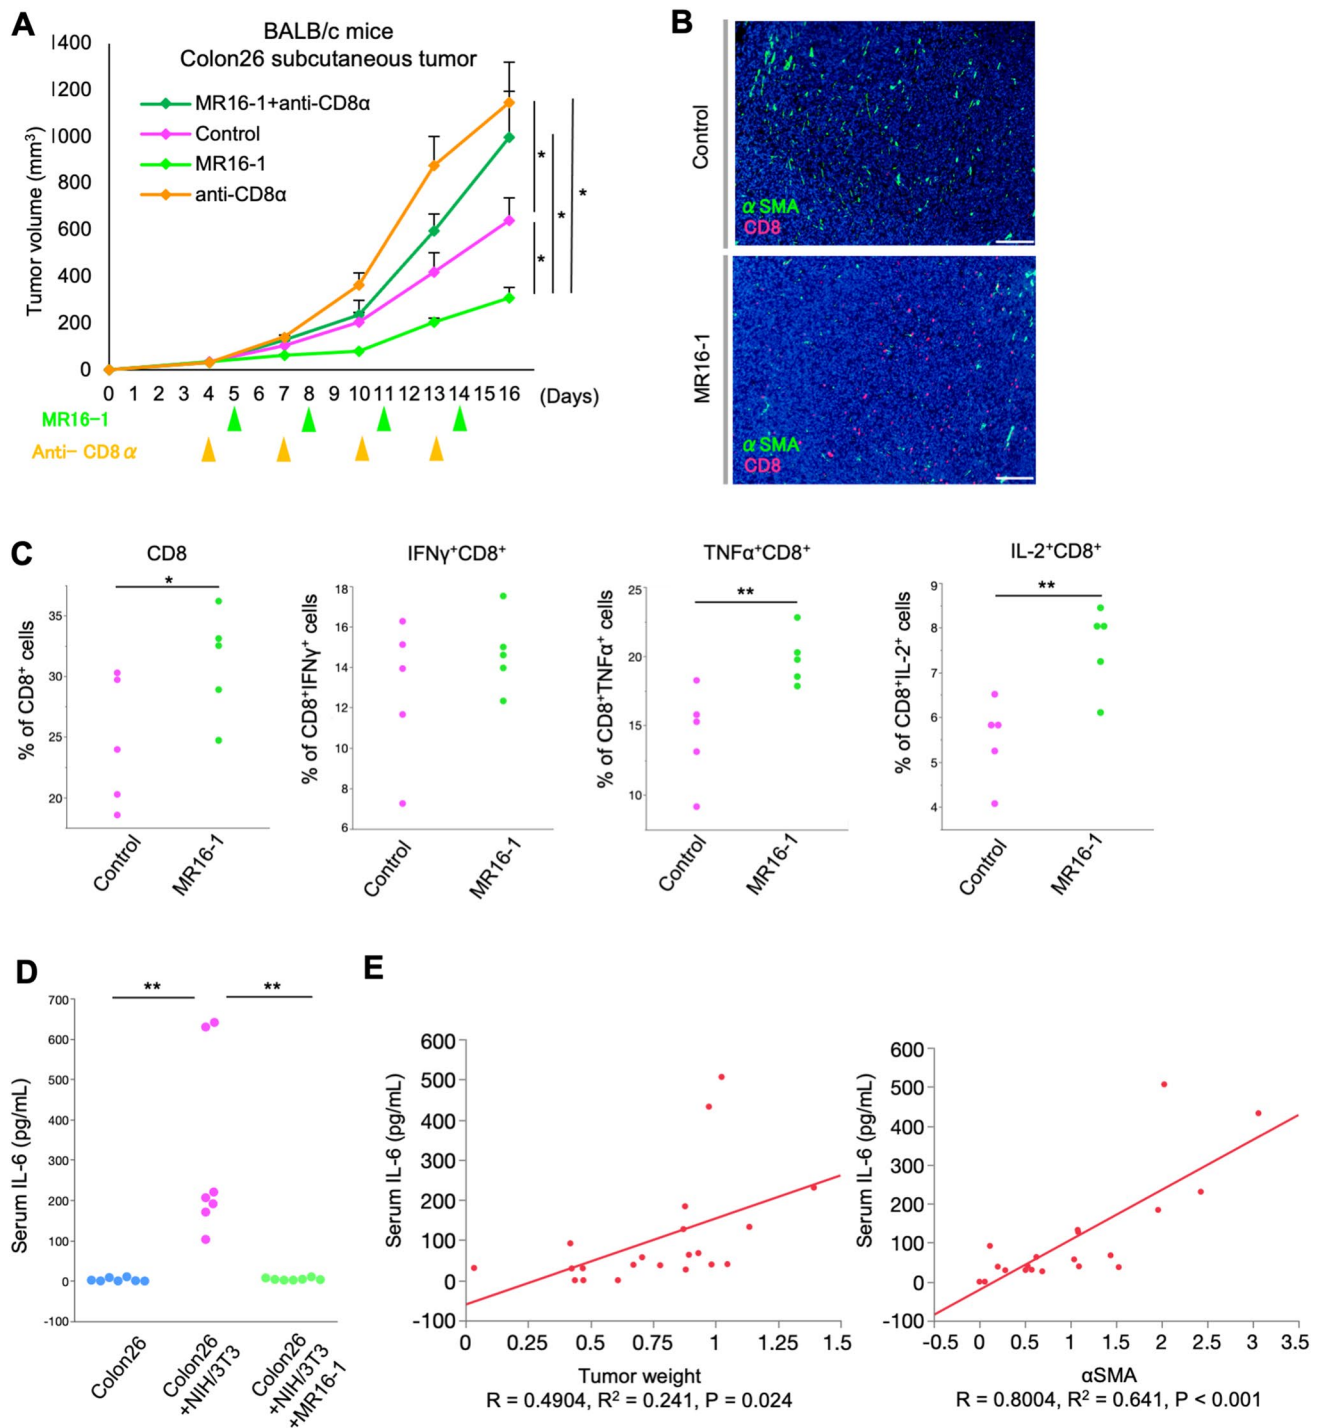 A
BALB/c mice
Colon26 subcutaneous tumor
Tumor volume (mm³)
1400
1200
1000
800
600
400
200
0
MR16-1+anti-CD8α
Control
MR16-1
anti-CD8α
*
*
*
*
0 1 2 3 4 5 6 7 8 9 10 11 12 13 14 15 16 (Days)
MR16-1
Anti- CD8α
B
Control
αSMA
CD8
MR16-1
αSMA
CD8
C
CD8
*
% of CD8⁺ cells
35
30
25
20
Control
MR16-1
IFNγ⁺CD8⁺
% of CD8⁺IFNγ⁺ cells
18
16
14
12
10
8
6
Control
MR16-1
TNFα⁺CD8⁺
**
% of CD8⁺TNFα⁺ cells
25
20
15
10
Control
MR16-1
IL-2⁺CD8⁺
**
% of CD8⁺IL-2⁺ cells
9
8
7
6
5
4
Control
MR16-1
D
**
**
Serum IL-6 (pg/mL)
700
600
500
400
300
200
100
0
-100
Colon26
Colon26
+NIH/3T3
Colon26
+NIH/3T3
+MR16-1
E
Serum IL-6 (pg/mL)
600
500
400
300
200
100
0
-100
0 0.25 0.5 0.75 1 1.25 1.5
Tumor weight
R = 0.4904, R² = 0.241, P = 0.024
Serum IL-6 (pg/mL)
600
500
400
300
200
100
0
-100
-0.5 0 0.5 1 1.5 2 2.5 3 3.5
αSMA
R = 0.8004, R² = 0.641, P < 0.001